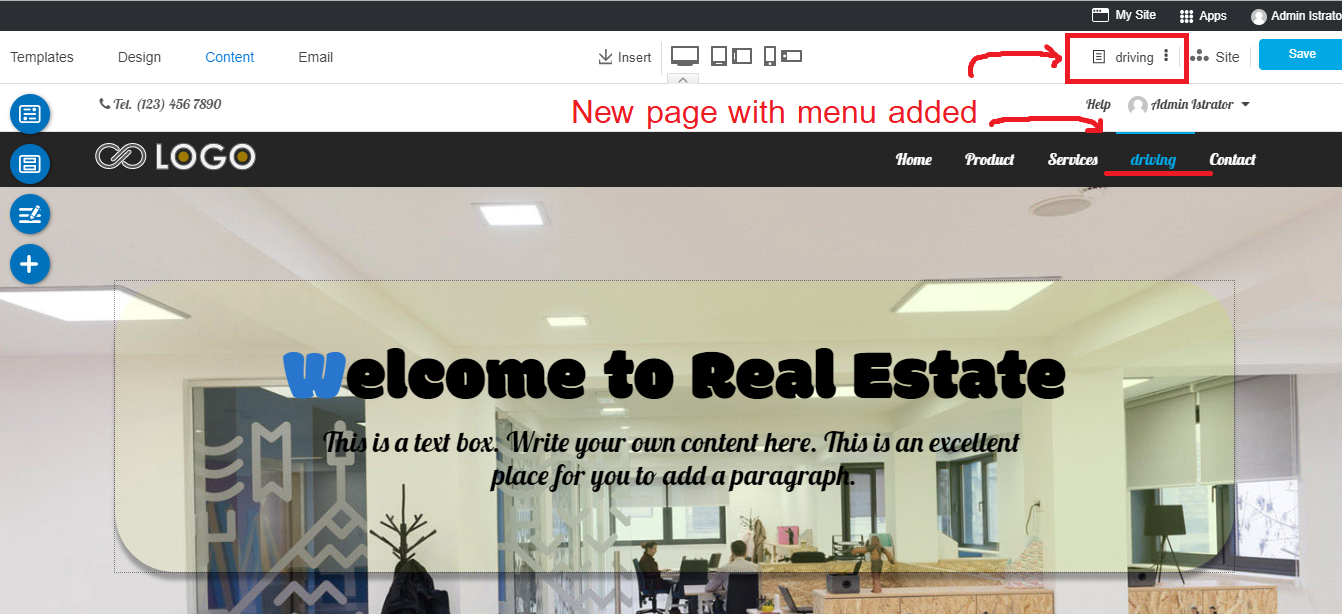 My Site Apps Admin Istrato
Templates Design Content Email Insert driving Site Save
Tel. (123) 456 7890 Help Admin Istrator
New page with menu added
LOGO Home Product Services driving Contact
Welcome to Real Estate
This is a text box. Write your own content here. This is an excellent
place for you to add a paragraph.